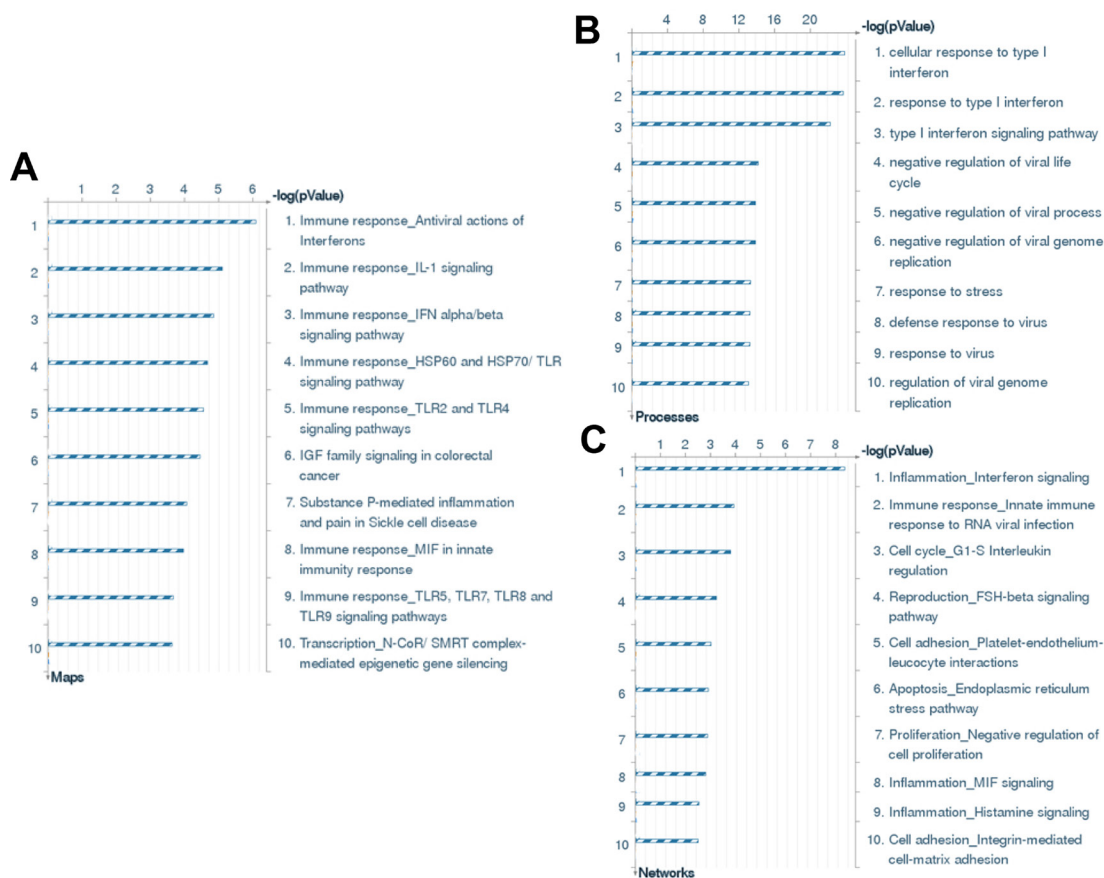 A
1 2 3 4 5 6
-log(pValue)
1
2
3
4
5
6
7
8
9
10
Maps
1. Immune response_Antiviral actions of
Interferons
2. Immune response_IL-1 signaling
pathway
3. Immune response_IFN alpha/beta
signaling pathway
4. Immune response_HSP60 and HSP70/ TLR
signaling pathway
5. Immune response_TLR2 and TLR4
signaling pathways
6. IGF family signaling in colorectal
cancer
7. Substance P-mediated inflammation
and pain in Sickle cell disease
8. Immune response_MIF in innate
immunity response
9. Immune response_TLR5, TLR7, TLR8 and
TLR9 signaling pathways
10. Transcription_N-CoR/ SMRT complex-
mediated epigenetic gene silencing
B
4 8 12 16 20
-log(pValue)
1
2
3
4
5
6
7
8
9
10
Processes
1. cellular response to type I
interferon
2. response to type I interferon
3. type I interferon signaling pathway
4. negative regulation of viral life
cycle
5. negative regulation of viral process
6. negative regulation of viral genome
replication
7. response to stress
8. defense response to virus
9. response to virus
10. regulation of viral genome
replication
C
1 2 3 4 5 6 7 8
-log(pValue)
1
2
3
4
5
6
7
8
9
10
Networks
1. Inflammation_Interferon signaling
2. Immune response_Innate immune
response to RNA viral infection
3. Cell cycle_G1-S Interleukin
regulation
4. Reproduction_FSH-beta signaling
pathway
5. Cell adhesion_Platelet-endothelium-
leucocyte interactions
6. Apoptosis_Endoplasmic reticulum
stress pathway
7. Proliferation_Negative regulation of
cell proliferation
8. Inflammation_MIF signaling
9. Inflammation_Histamine signaling
10. Cell adhesion_Integrin-mediated
cell-matrix adhesion